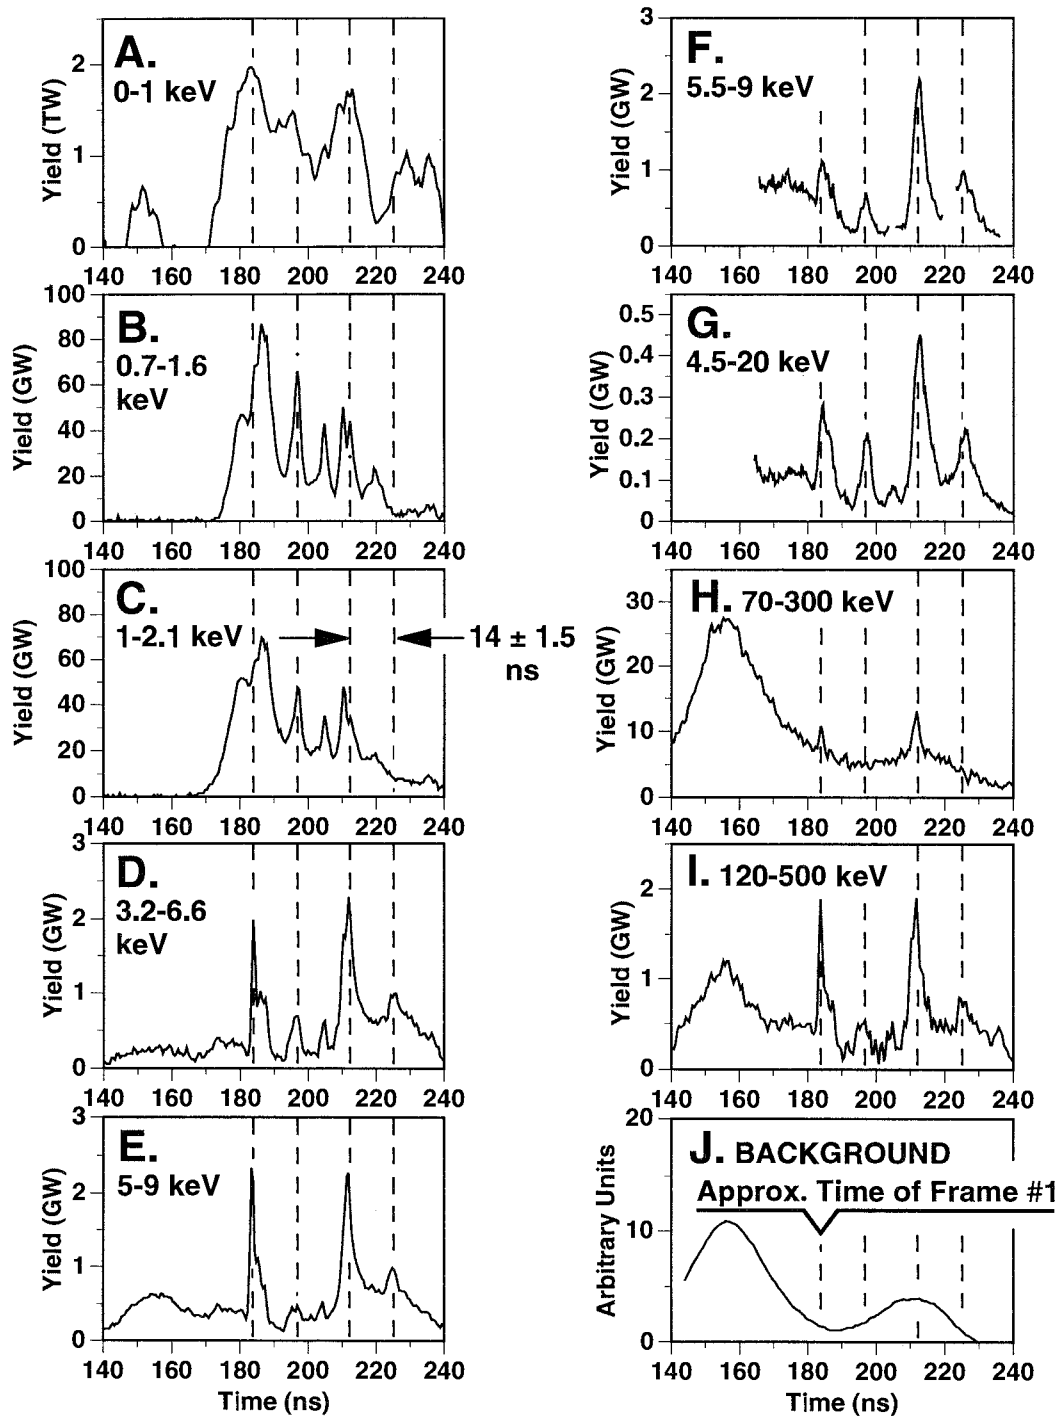 A.
0-1 keV
Yield (TW)
2
1
0
140 160 180 200 220 240
B.
0.7-1.6
keV
Yield (GW)
100
80
60
40
20
0
140 160 180 200 220 240
C.
1-2.1 keV
14 ± 1.5
ns
Yield (GW)
100
80
60
40
20
0
140 160 180 200 220 240
D.
3.2-6.6
keV
Yield (GW)
3
2
1
0
140 160 180 200 220 240
E.
5-9 keV
Yield (GW)
3
2
1
0
140 160 180 200 220 240
Time (ns)
F.
5.5-9 keV
Yield (GW)
3
2
1
0
140 160 180 200 220 240
G.
4.5-20 keV
Yield (GW)
0.5
0.4
0.3
0.2
0.1
0
140 160 180 200 220 240
H. 70-300 keV
Yield (GW)
30
20
10
0
140 160 180 200 220 240
I. 120-500 keV
Yield (GW)
2
1
0
140 160 180 200 220 240
J. BACKGROUND
Approx. Time of Frame #1
Arbitrary Units
20
10
0
140 160 180 200 220 240
Time (ns)